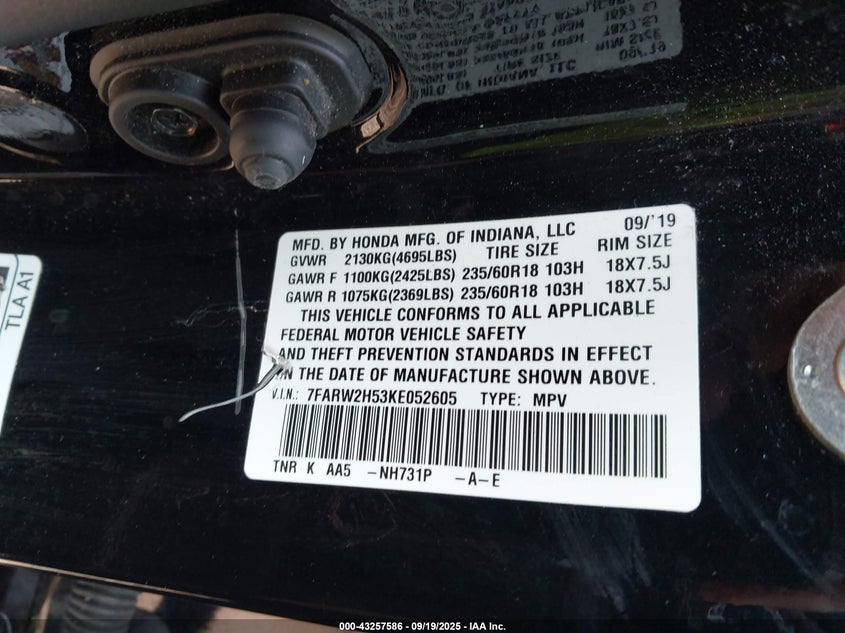 MFD. BY HONDA MFG. OF INDIANA, LLC 09/'19
GVWR 2130KG(4695LBS) TIRE SIZE RIM SIZE
GAWR F 1100KG(2425LBS) 235/60R18 103H 18X7.5J
GAWR R 1075KG(2369LBS) 235/60R18 103H 18X7.5J
THIS VEHICLE CONFORMS TO ALL APPLICABLE
FEDERAL MOTOR VEHICLE SAFETY
AND THEFT PREVENTION STANDARDS IN EFFECT
ON THE DATE OF MANUFACTURE SHOWN ABOVE.
V.I.N.: 7FARW2H53KE052605 TYPE: MPV
TNR K AA5 -NH731P -A-E
TLA A1
000-43257586 - 09/19/2025 - IAA Inc.